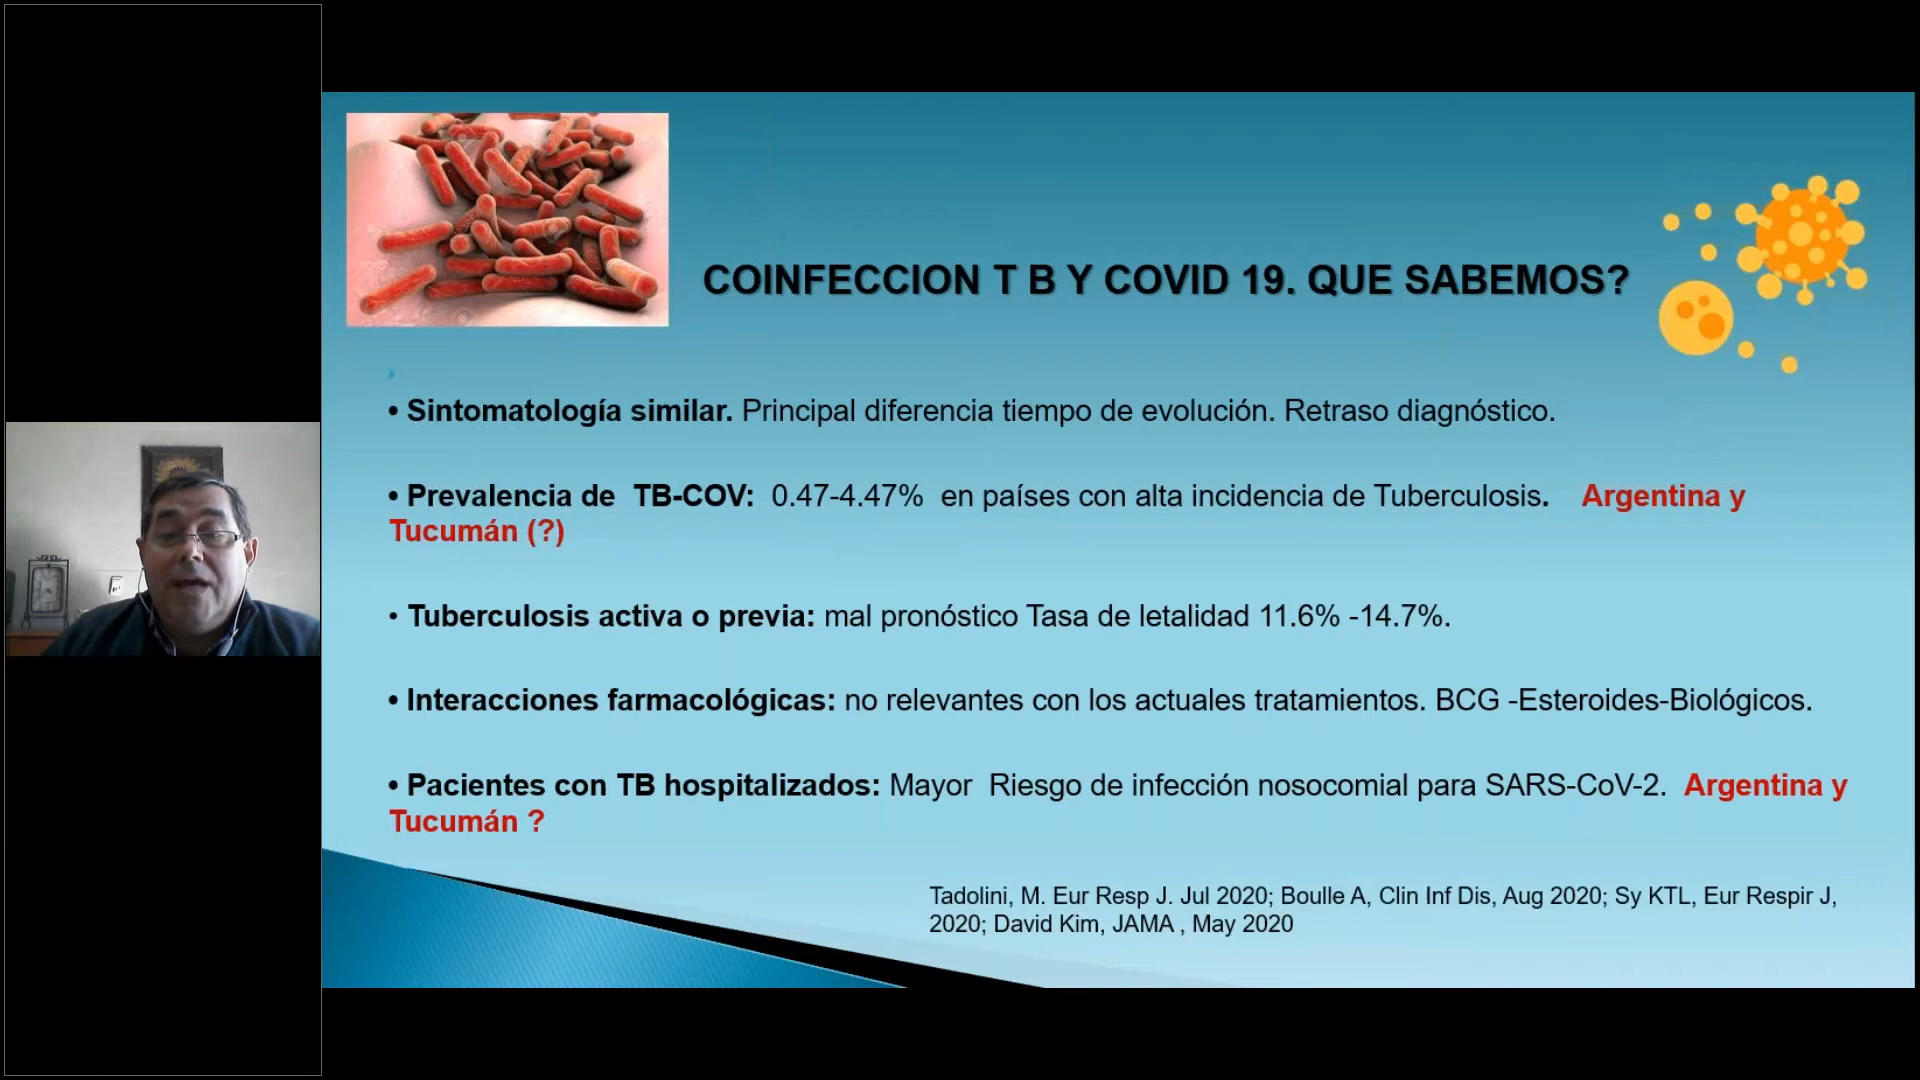 COINFECCION T B Y COVID 19. QUE SABEMOS?
• Sintomatología similar. Principal diferencia tiempo de evolución. Retraso diagnóstico.
• Prevalencia de TB-COV: 0.47-4.47% en países con alta incidencia de Tuberculosis. Argentina y
Tucumán (?)
• Tuberculosis activa o previa: mal pronóstico Tasa de letalidad 11.6% -14.7%.
• Interacciones farmacológicas: no relevantes con los actuales tratamientos. BCG -Esteroides-Biológicos.
• Pacientes con TB hospitalizados: Mayor Riesgo de infección nosocomial para SARS-CoV-2. Argentina y
Tucumán ?
Tadolini, M. Eur Resp J. Jul 2020; Boulle A, Clin Inf Dis, Aug 2020; Sy KTL, Eur Respir J,
2020; David Kim, JAMA , May 2020